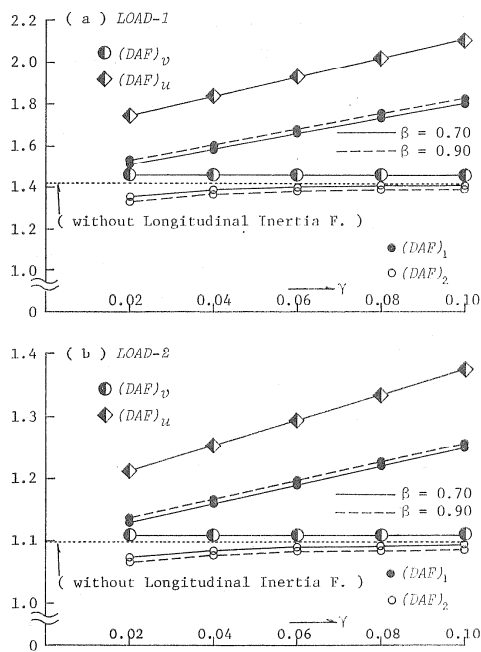 ( a ) LOAD-1
2.2
(DAF)v
2.0
(DAF)u
1.8
β = 0.70
1.6
β = 0.90
1.4
( without Longitudinal Inertia F. )
1.2
(DAF)1
1.0
(DAF)2
γ
0
0.02 0.04 0.06 0.08 0.10
1.4
( b ) LOAD-2
(DAF)v
1.3
(DAF)u
1.2
β = 0.70
β = 0.90
1.1
( without Longitudinal Inertia F. )
(DAF)1
1.0
(DAF)2
γ
0
0.02 0.04 0.06 0.08 0.10